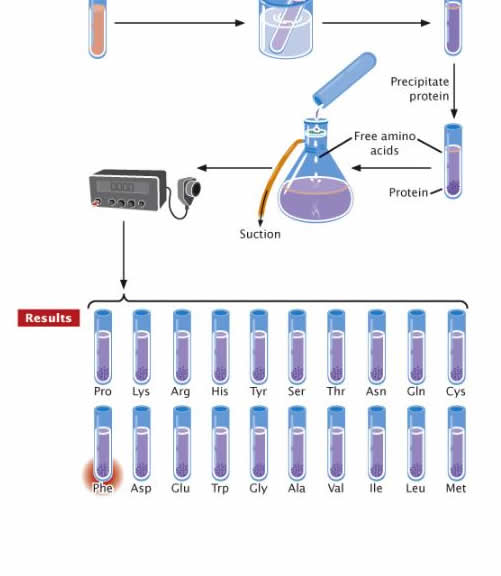 Precipitate
protein
Free amino
acids
Protein
Suction
Results
Pro Lys Arg His Tyr Ser Thr Asn Gln Cys
Phe Asp Glu Trp Gly Ala Val Ile Leu Met